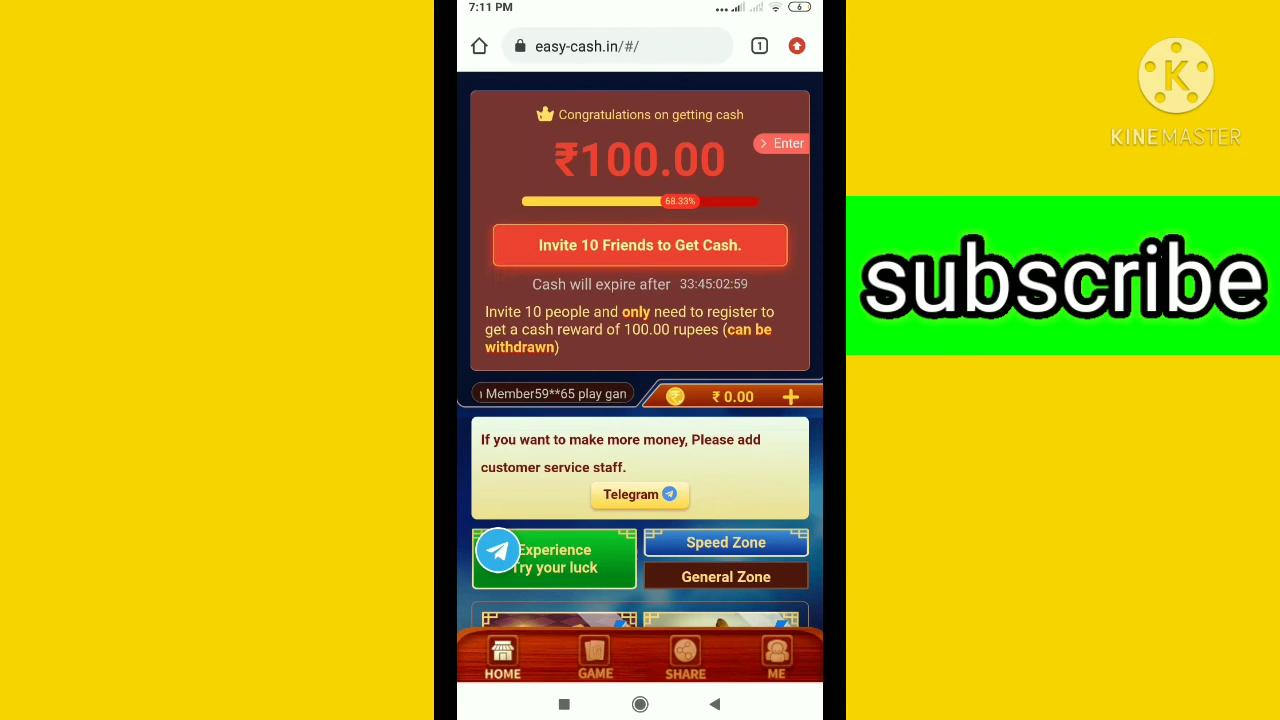 7:11 PM
6
easy-cash.in/#/
1
Congratulations on getting cash
₹100.00
Enter
68.33%
Invite 10 Friends to Get Cash.
Cash will expire after 33:45:02:59
Invite 10 people and only need to register to
get a cash reward of 100.00 rupees (can be
withdrawn)
Member59**65 play gan
₹ 0.00
If you want to make more money, Please add
customer service staff.
Telegram
Experience
Try your luck
Speed Zone
General Zone
HOME
GAME
SHARE
ME
K
KINEMASTER
subscribe